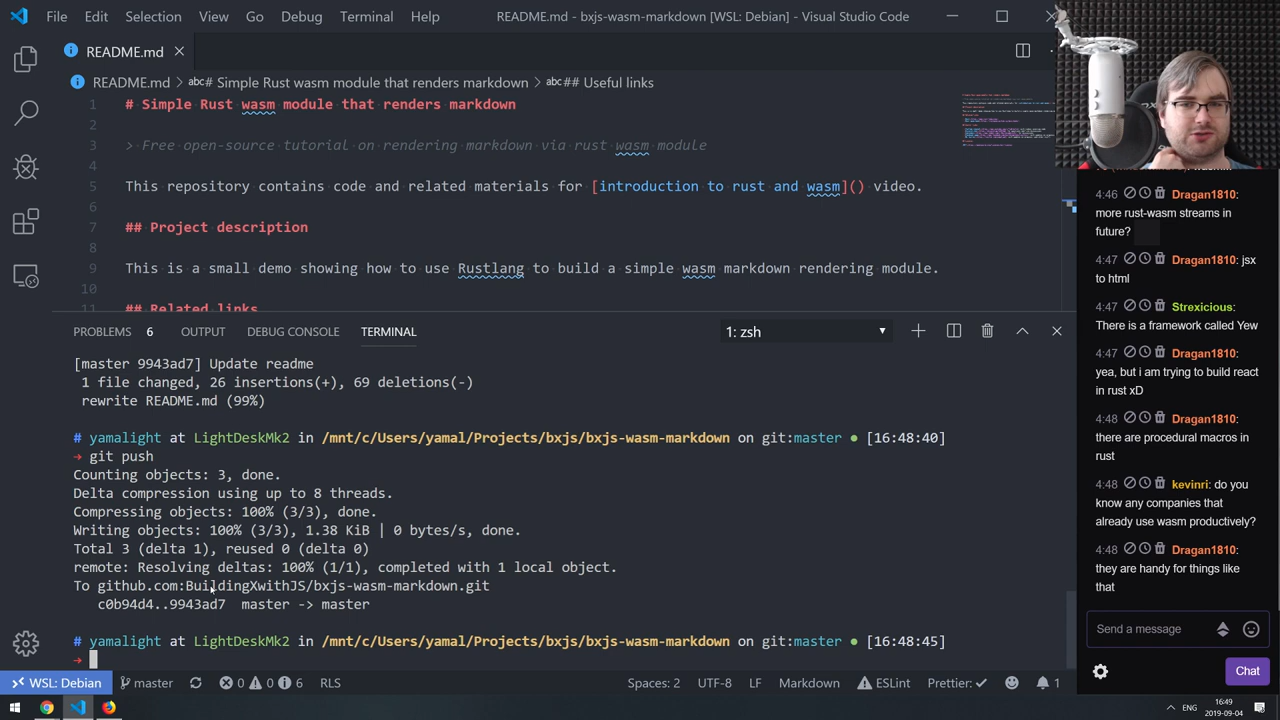 File Edit Selection View Go Debug Terminal Help README.md - bxjs-wasm-markdown [WSL: Debian] - Visual Studio Code
README.md
README.md > abc # Simple Rust wasm module that renders markdown > abc ## Useful links
1 # Simple Rust wasm module that renders markdown
2
3 > Free open-source tutorial on rendering markdown via rust wasm module
4
5 This repository contains code and related materials for [introduction to rust and wasm]() video.
6
7 ## Project description
8
9 This is a small demo showing how to use Rustlang to build a simple wasm markdown rendering module.
10
11 ## Related links
PROBLEMS 6 OUTPUT DEBUG CONSOLE TERMINAL 1: zsh
[master 9943ad7] Update readme
1 file changed, 26 insertions(+), 69 deletions(-)
rewrite README.md (99%)
# yamalight at LightDeskMk2 in /mnt/c/Users/yamal/Projects/bxjs/bxjs-wasm-markdown on git:master ● [16:48:40]
➜ git push
Counting objects: 3, done.
Delta compression using up to 8 threads.
Compressing objects: 100% (3/3), done.
Writing objects: 100% (3/3), 1.38 KiB | 0 bytes/s, done.
Total 3 (delta 1), reused 0 (delta 0)
remote: Resolving deltas: 100% (1/1), completed with 1 local object.
To github.com:BuildingXwithJS/bxjs-wasm-markdown.git
c0b94d4..9943ad7 master -> master
# yamalight at LightDeskMk2 in /mnt/c/Users/yamal/Projects/bxjs/bxjs-wasm-markdown on git:master ● [16:48:45]
➜
WSL: Debian master 0 0 6 RLS Spaces: 2 UTF-8 LF Markdown ESLint Prettier: ✓ 1
4:46 Dragan1810:
more rust-wasm streams in
future?
4:47 Dragan1810: jsx
to html
4:47 Strexicious:
There is a framework called Yew
4:47 Dragan1810:
yea, but i am trying to build react
in rust xD
4:48 Dragan1810:
there are procedural macros in
rust
4:48 kevinri: do you
know any companies that
already use wasm productively?
4:48 Dragan1810:
they are handy for things like
that
Send a message
Chat
ENG 16:49
2019-09-04